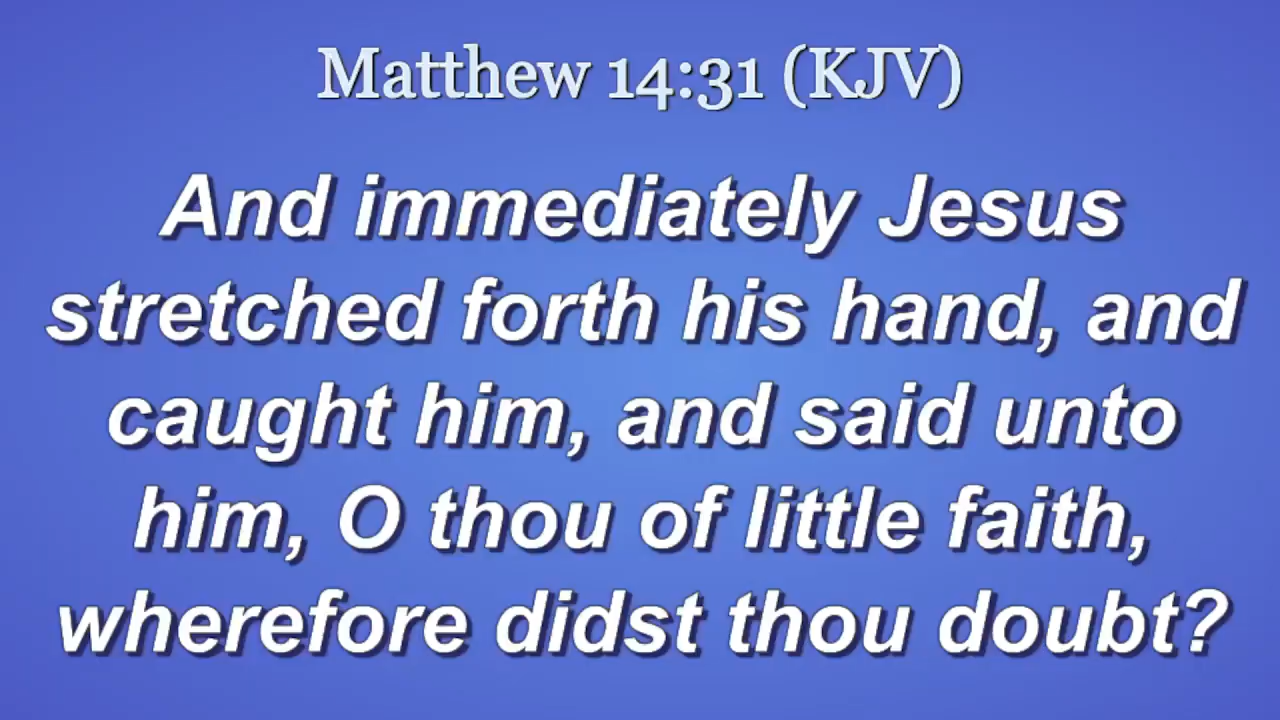 Matthew 14:31 (KJV)
And immediately Jesus
stretched forth his hand, and
caught him, and said unto
him, O thou of little faith,
wherefore didst thou doubt?